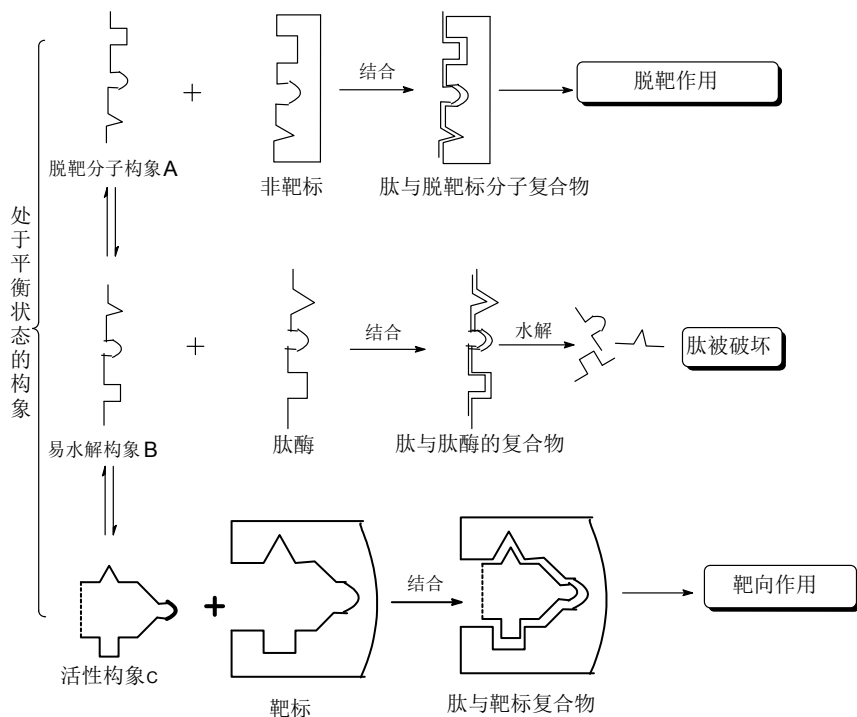 处于平衡状态的构象
结合
脱靶作用
脱靶分子构象A
非靶标
肽与脱靶标分子复合物
结合
水解
肽被破坏
易水解构象B
肽酶
肽与肽酶的复合物
结合
靶向作用
活性构象c
靶标
肽与靶标复合物